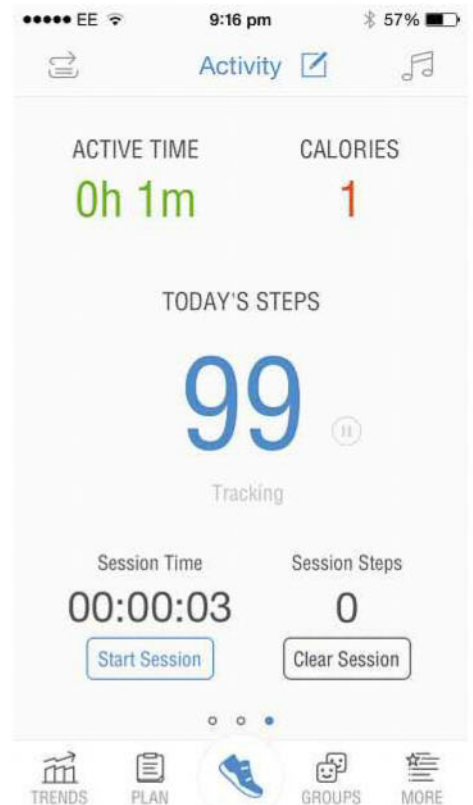 EE 9:16 pm 57%
Activity
ACTIVE TIME CALORIES
0h 1m 1
TODAY'S STEPS
99
Tracking
Session Time Session Steps
00:00:03 0
Start Session Clear Session
TRENDS PLAN GROUPS MORE